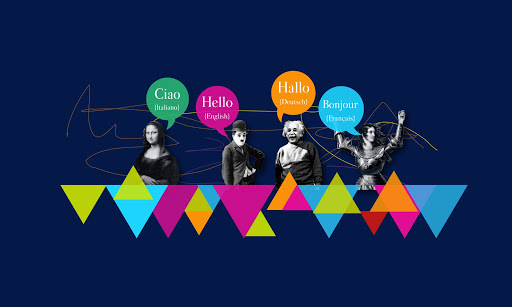 Ciao
{Italiano}
Hello
{English}
Hallo
{Deutsch}
Bonjour
{Français}